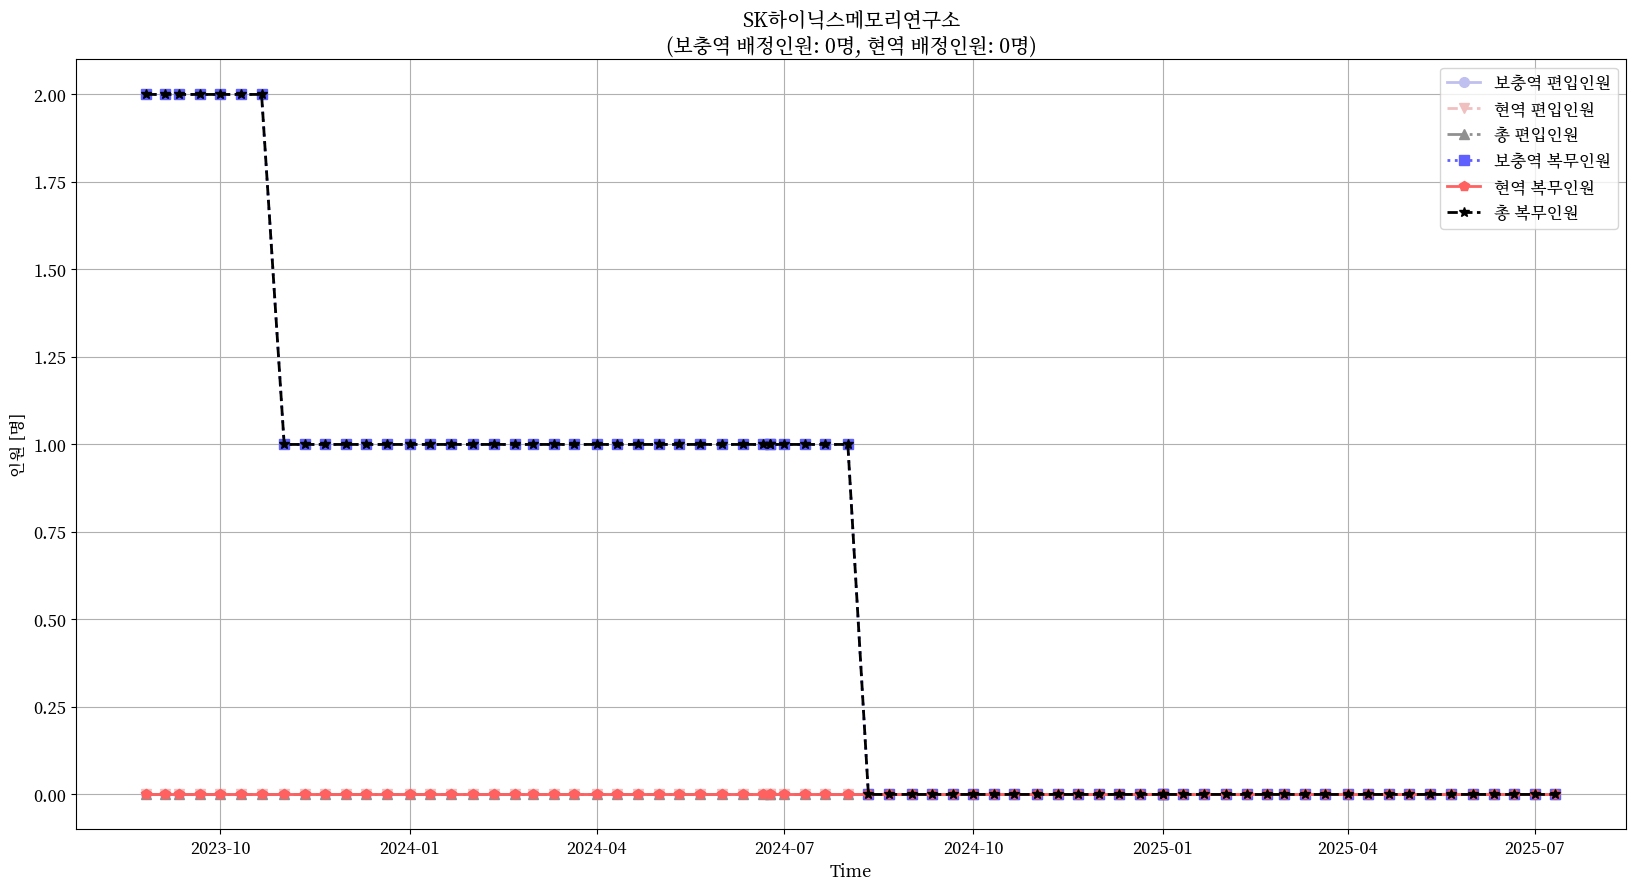 SK하이닉스메모리연구소
(보충역 배정인원: 0명, 현역 배정인원: 0명)
보충역 편입인원
현역 편입인원
총 편입인원
보충역 복무인원
현역 복무인원
총 복무인원
인원 [명]
2.00
1.75
1.50
1.25
1.00
0.75
0.50
0.25
0.00
2023-10
2024-01
2024-04
2024-07
2024-10
2025-01
2025-04
2025-07
Time